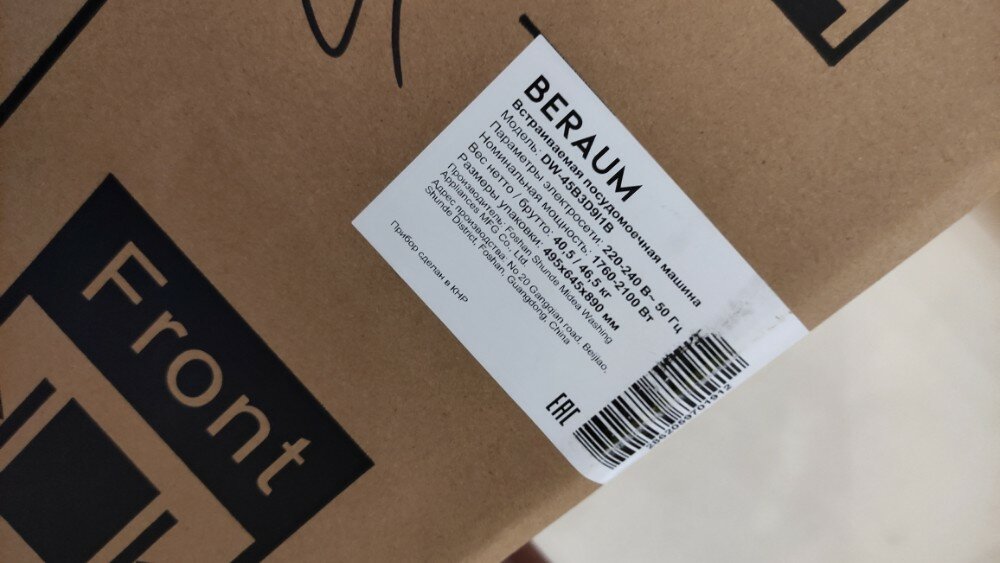 BERAUM
Встраиваемая посудомоечная машина
Модель: DW-45B3D9I1B
Параметры электросети: 220-240 В~ 50 Гц
Номинальная мощность: 1760-2100 Вт
Вес нетто / брутто: 40,5 / 46,5 кг
Размеры упаковки: 495x645x890 мм
Производитель: Foshan Shunde Midea Washing
Appliances MFG Co., Ltd.
Адрес производства: No 20 Gangqian road, Beijiao,
Shunde District, Foshan, Guangdong, China
Прибор сделан в КНР
EAC
Front